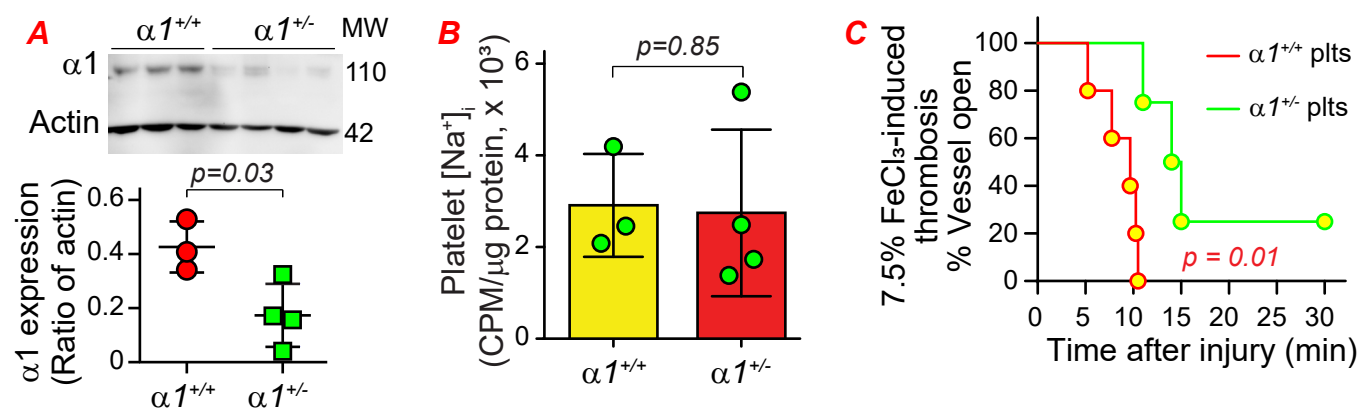 A
α1+/+ α1+/- MW
α1 110
Actin 42
p=0.03
α1 expression
(Ratio of actin)
0.6
0.4
0.2
0
α1+/+ α1+/-
B
p=0.85
Platelet [Na+]i
(CPM/μg protein, x 10³)
6
4
2
0
α1+/+ α1+/-
C
7.5% FeCl₃-induced
thrombosis
% Vessel open
100
80
60
40
20
0
α1+/+ plts
α1+/- plts
p = 0.01
0 5 10 15 20 25 30
Time after injury (min)